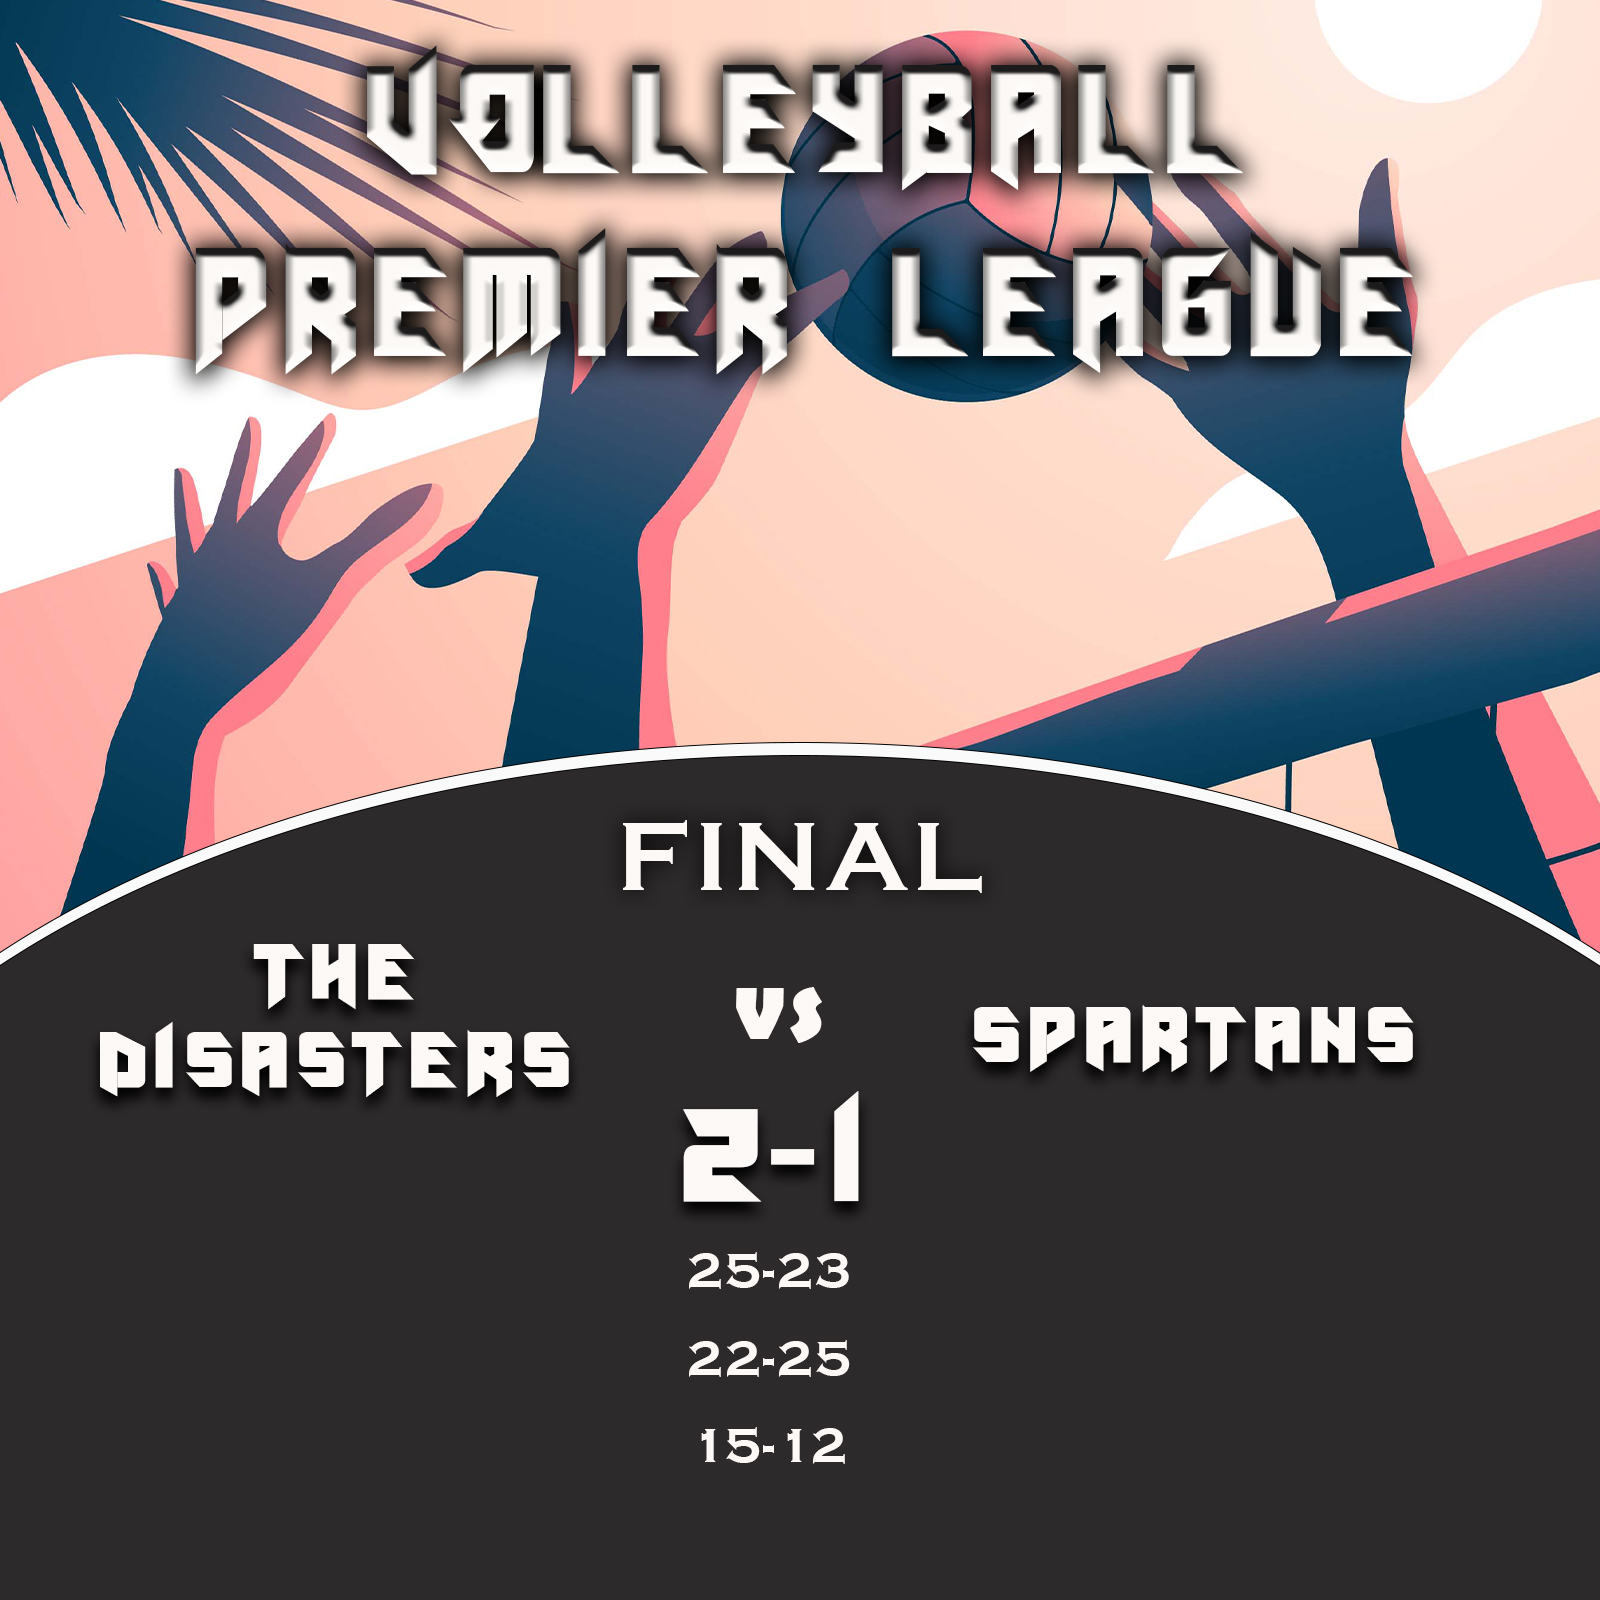 VOLLEYBALL
PREMIER LEAGUE
FINAL
THE
DISASTERS
VS
SPARTANS
2-1
25-23
22-25
15-12